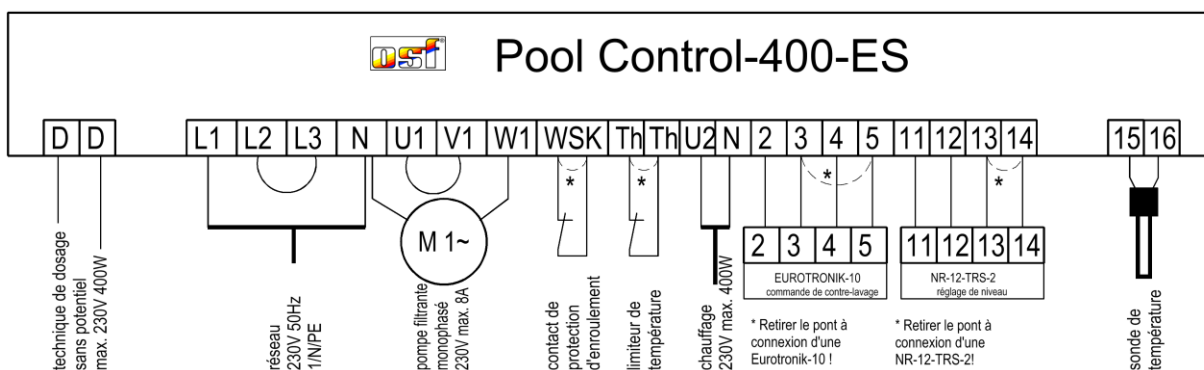 osf Pool Control-400-ES
D D L1 L2 L3 N U1 V1 W1 WSK Th Th U2 N 2 3 4 5 11 12 13 14 15 16
* * * *
technique de dosage
sans potentiel
max. 230V 400W
réseau
230V 50Hz
1/N/PE
M 1~
pompe filtrante
monophasé
230V max. 8A
contact de
protection
d'enroulement
limiteur de
température
chauffage
230V max. 400W
2 3 4 5
EUROTRONIK-10
commande de contre-lavage
* Retirer le pont à
connexion d'une
Eurotronik-10 !
11 12 13 14
NR-12-TRS-2
réglage de niveau
* Retirer le pont à
connexion d'une
NR-12-TRS-2!
sonde de
température